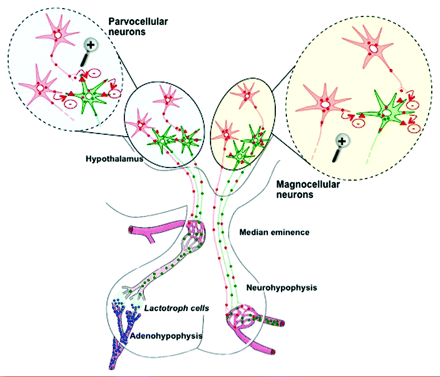 Parvocellular
neurons
Hypothalamus
Magnocellular
neurons
Median eminence
Neurohypophysis
Lactotroph cells
Adenohypophysis